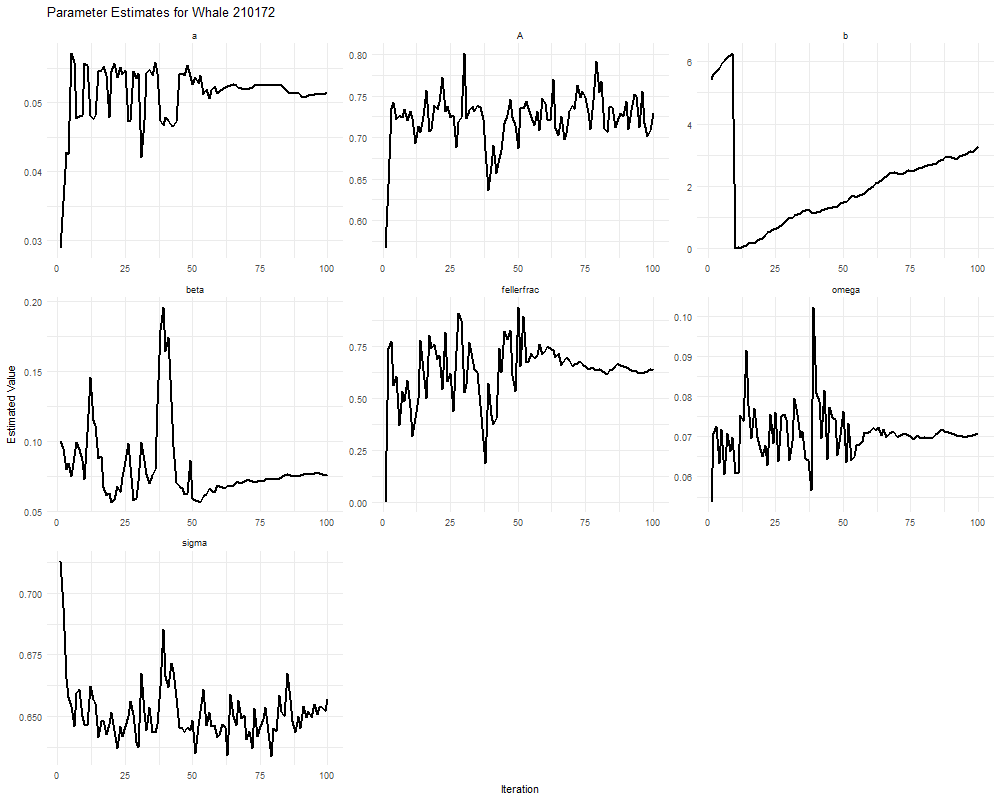 Parameter Estimates for Whale 210172
a A b
0.05
0.04
0.03
0 25 50 75 100
0.80
0.75
0.70
0.65
0.60
0 25 50 75 100
6
4
2
0
0 25 50 75 100
beta fellerfrac omega
0.20
0.15
0.10
0.05
0 25 50 75 100
0.75
0.50
0.25
0.00
0 25 50 75 100
0.10
0.09
0.08
0.07
0.06
0 25 50 75 100
sigma
0.700
0.675
0.650
0 25 50 75 100
Estimated Value
Iteration